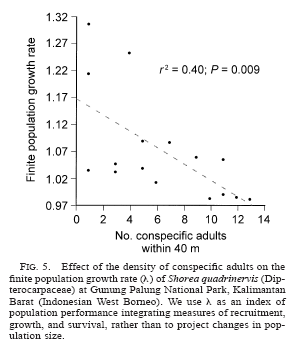 1.32
1.27
1.22
1.17
1.12
1.07
1.02
0.97
Finite population growth rate
r² = 0.40; P = 0.009
0 2 4 6 8 10 12 14
No. conspecific adults
within 40 m
FIG. 5. Effect of the density of conspecific adults on the
finite population growth rate (λ) of Shorea quadrinervis (Dip-
terocarpaceae) at Gunung Palung National Park, Kalimantan
Barat (Indonesian West Borneo). We use λ as an index of
population performance integrating measures of recruitment,
growth, and survival, rather than to project changes in pop-
ulation size.